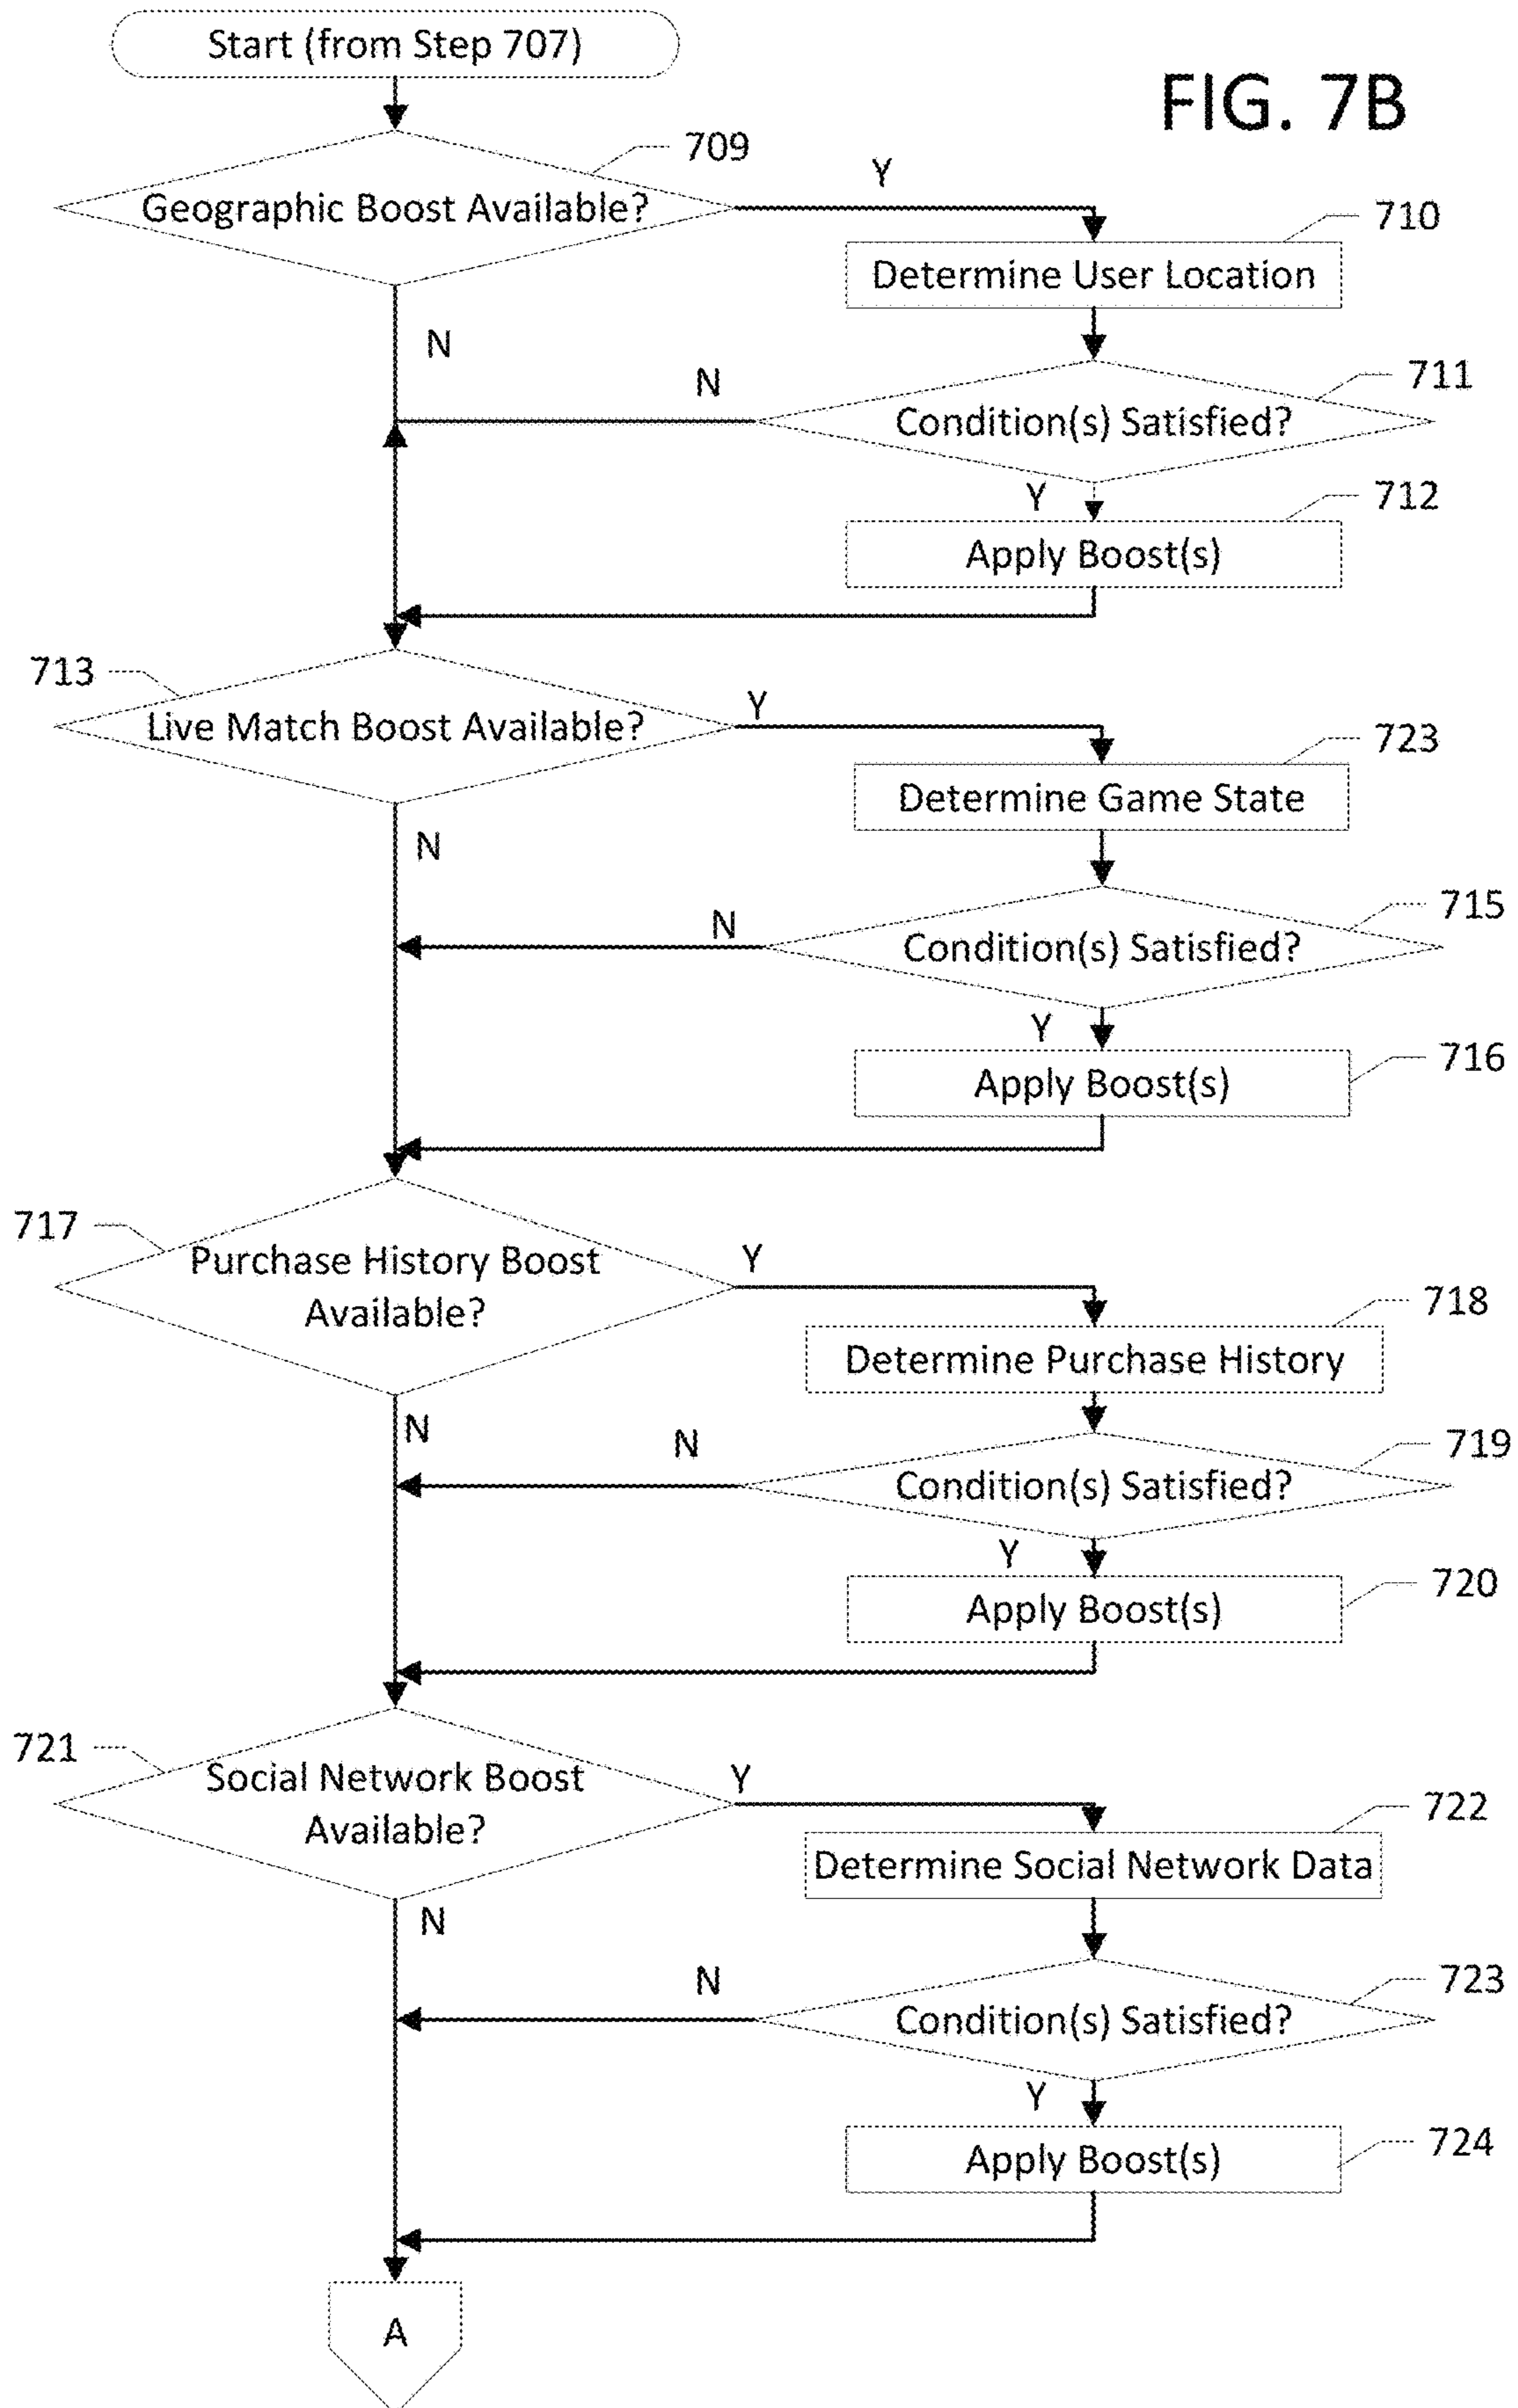 Start (from Step 707)
FIG. 7B
709
Y
Geographic Boost Available?
710
Determine User Location
N
N
711
Condition(s) Satisfied?
Y
712
Apply Boost(s)
713
Y
Live Match Boost Available?
723
Determine Game State
N
715
N
Condition(s) Satisfied?
Y
716
Apply Boost(s)
717
Purchase History Boost
Available?
Y
718
Determine Purchase History
N
N
719
Condition(s) Satisfied?
Y
720
Apply Boost(s)
721
Social Network Boost
Available?
Y
722
Determine Social Network Data
N
N
723
Condition(s) Satisfied?
Y
724
Apply Boost(s)
A